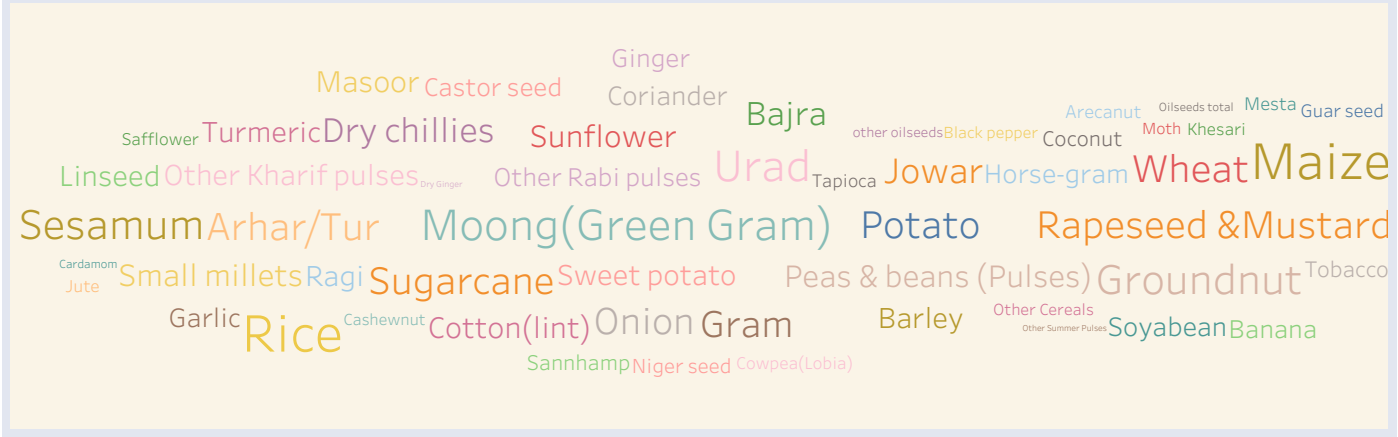 Ginger
Masoor Castor seed
Coriander
Bajra Arecanut Oilseeds total Mesta Guar seed
Safflower Turmeric Dry chillies Sunflower other oilseeds Black pepper Coconut Moth Khesari
Linseed Other Kharif pulses Dry Ginger Other Rabi pulses Urad Tapioca Jowar Horse-gram Wheat Maize
Sesamum Arhar/Tur Moong(Green Gram) Potato Rapeseed &Mustard
Cardamom Small millets Ragi Sugarcane Sweet potato Peas & beans (Pulses) Groundnut Tobacco
Jute
Garlic Rice Cashewnut Cotton(lint) Onion Gram Barley Other Cereals
Other Summer Pulses Soyabean Banana
Sannhamp Niger seed Cowpea(Lobia)